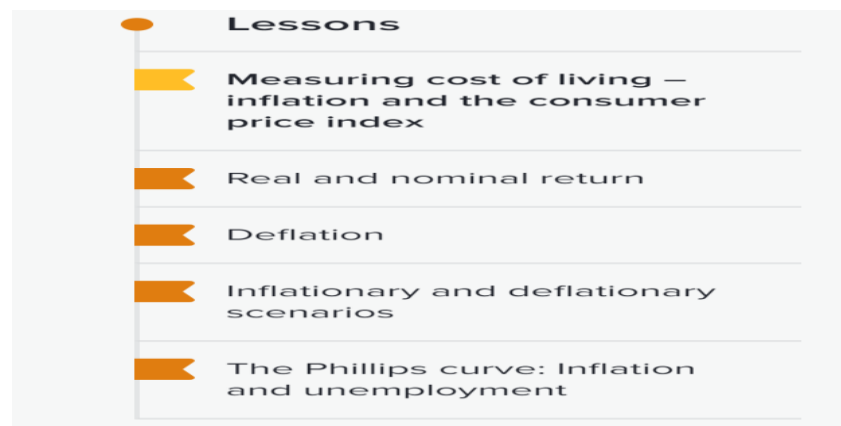 Lessons
Measuring cost of living –
inflation and the consumer
price index
Real and nominal return
Deflation
Inflationary and deflationary
scenarios
The Phillips curve: Inflation
and unemployment